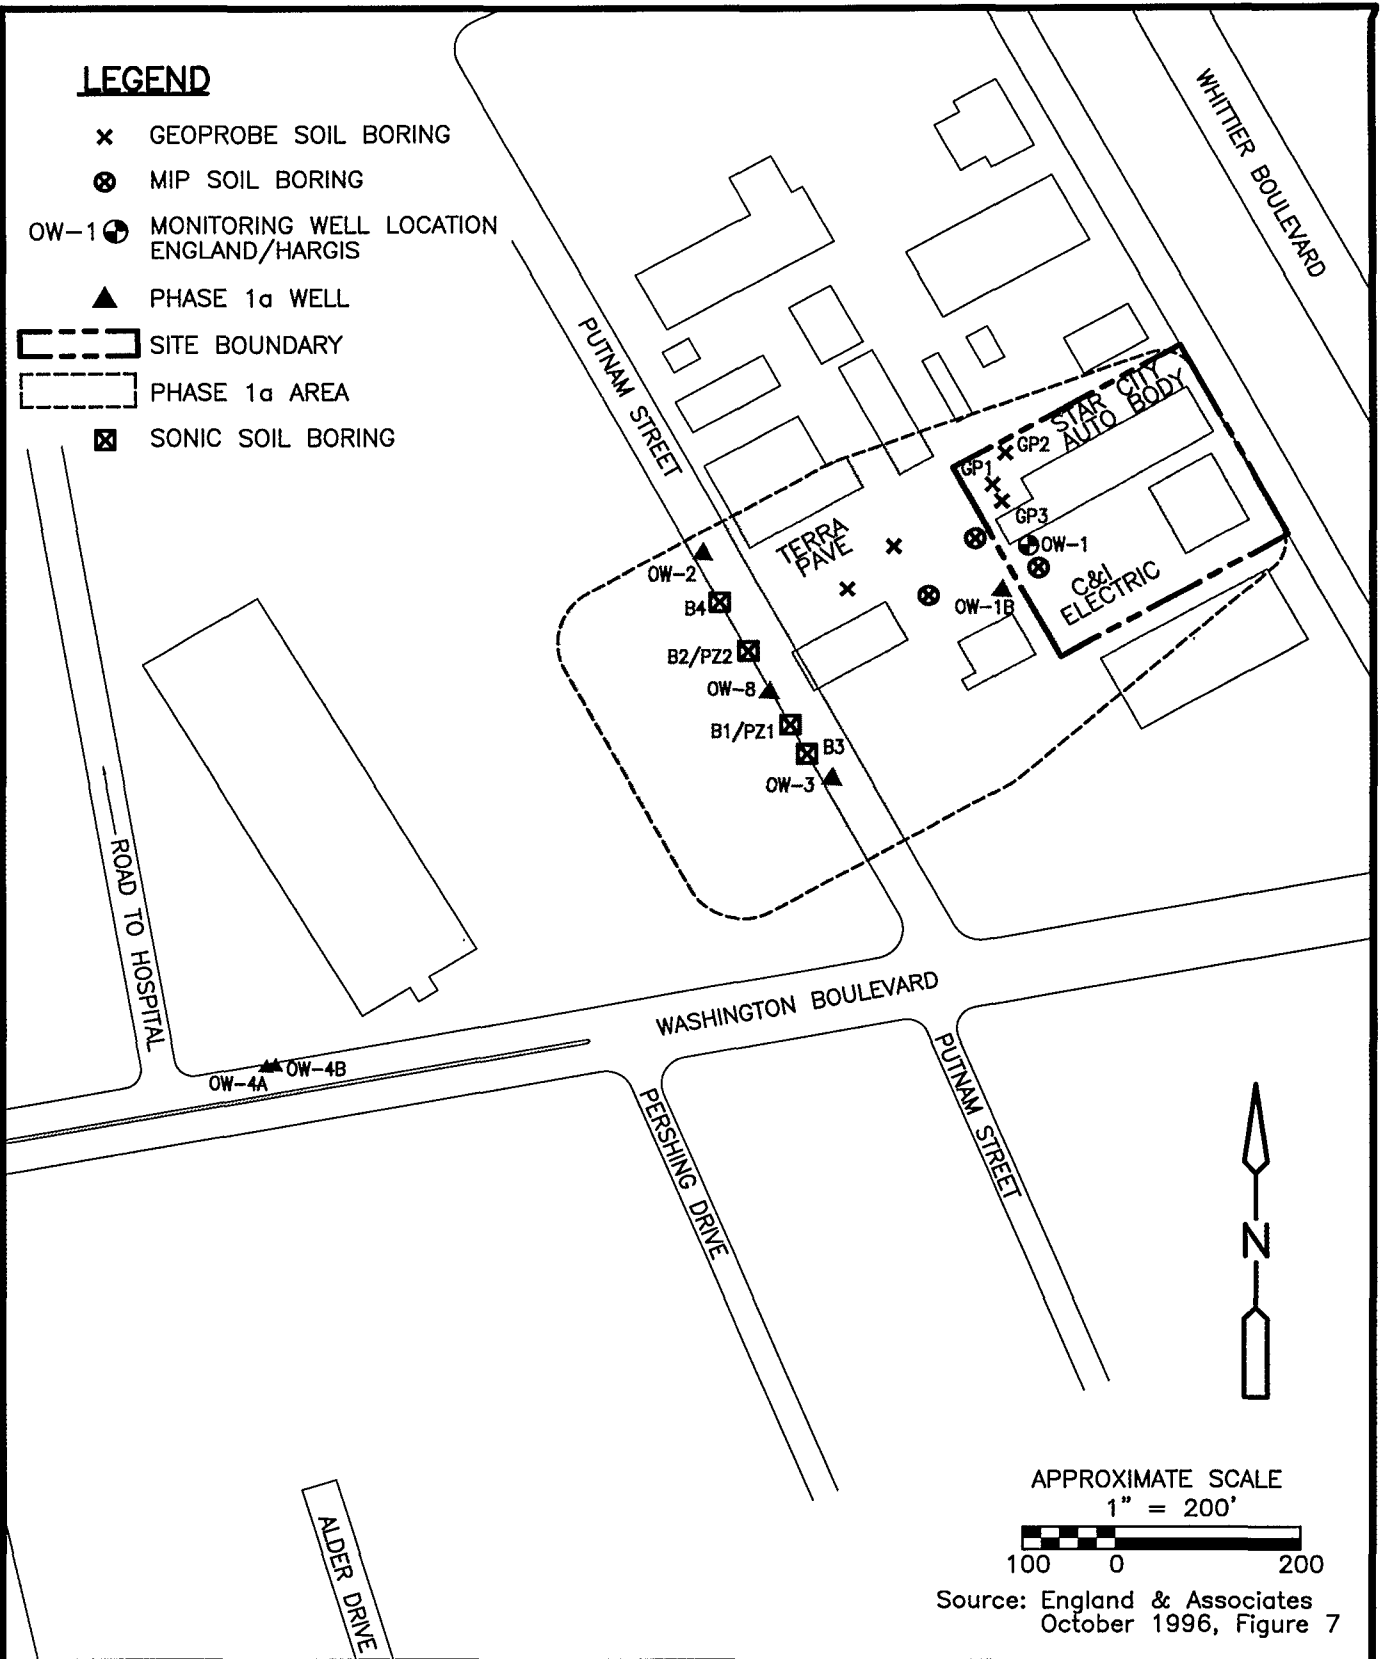 LEGEND
GEOPROBE SOIL BORING
MIP SOIL BORING
OW-1 MONITORING WELL LOCATION
ENGLAND/HARGIS
PHASE 1a WELL
SITE BOUNDARY
PHASE 1a AREA
SONIC SOIL BORING
WHITTIER BOULEVARD
PUTNAM STREET
STAR CITY
AUTO BODY
GP2
GP1
GP3
OW-1
TERRA
PAVE
C&I
ELECTRIC
OW-1B
OW-2
B4
B2/PZ2
OW-8
B1/PZ1
B3
OW-3
ROAD TO HOSPITAL
WASHINGTON BOULEVARD
OW-4A
OW-4B
PERSHING DRIVE
PUTNAM STREET
N
ALDER DRIVE
APPROXIMATE SCALE
1" = 200'
100 0 200
Source: England & Associates
October 1996, Figure 7